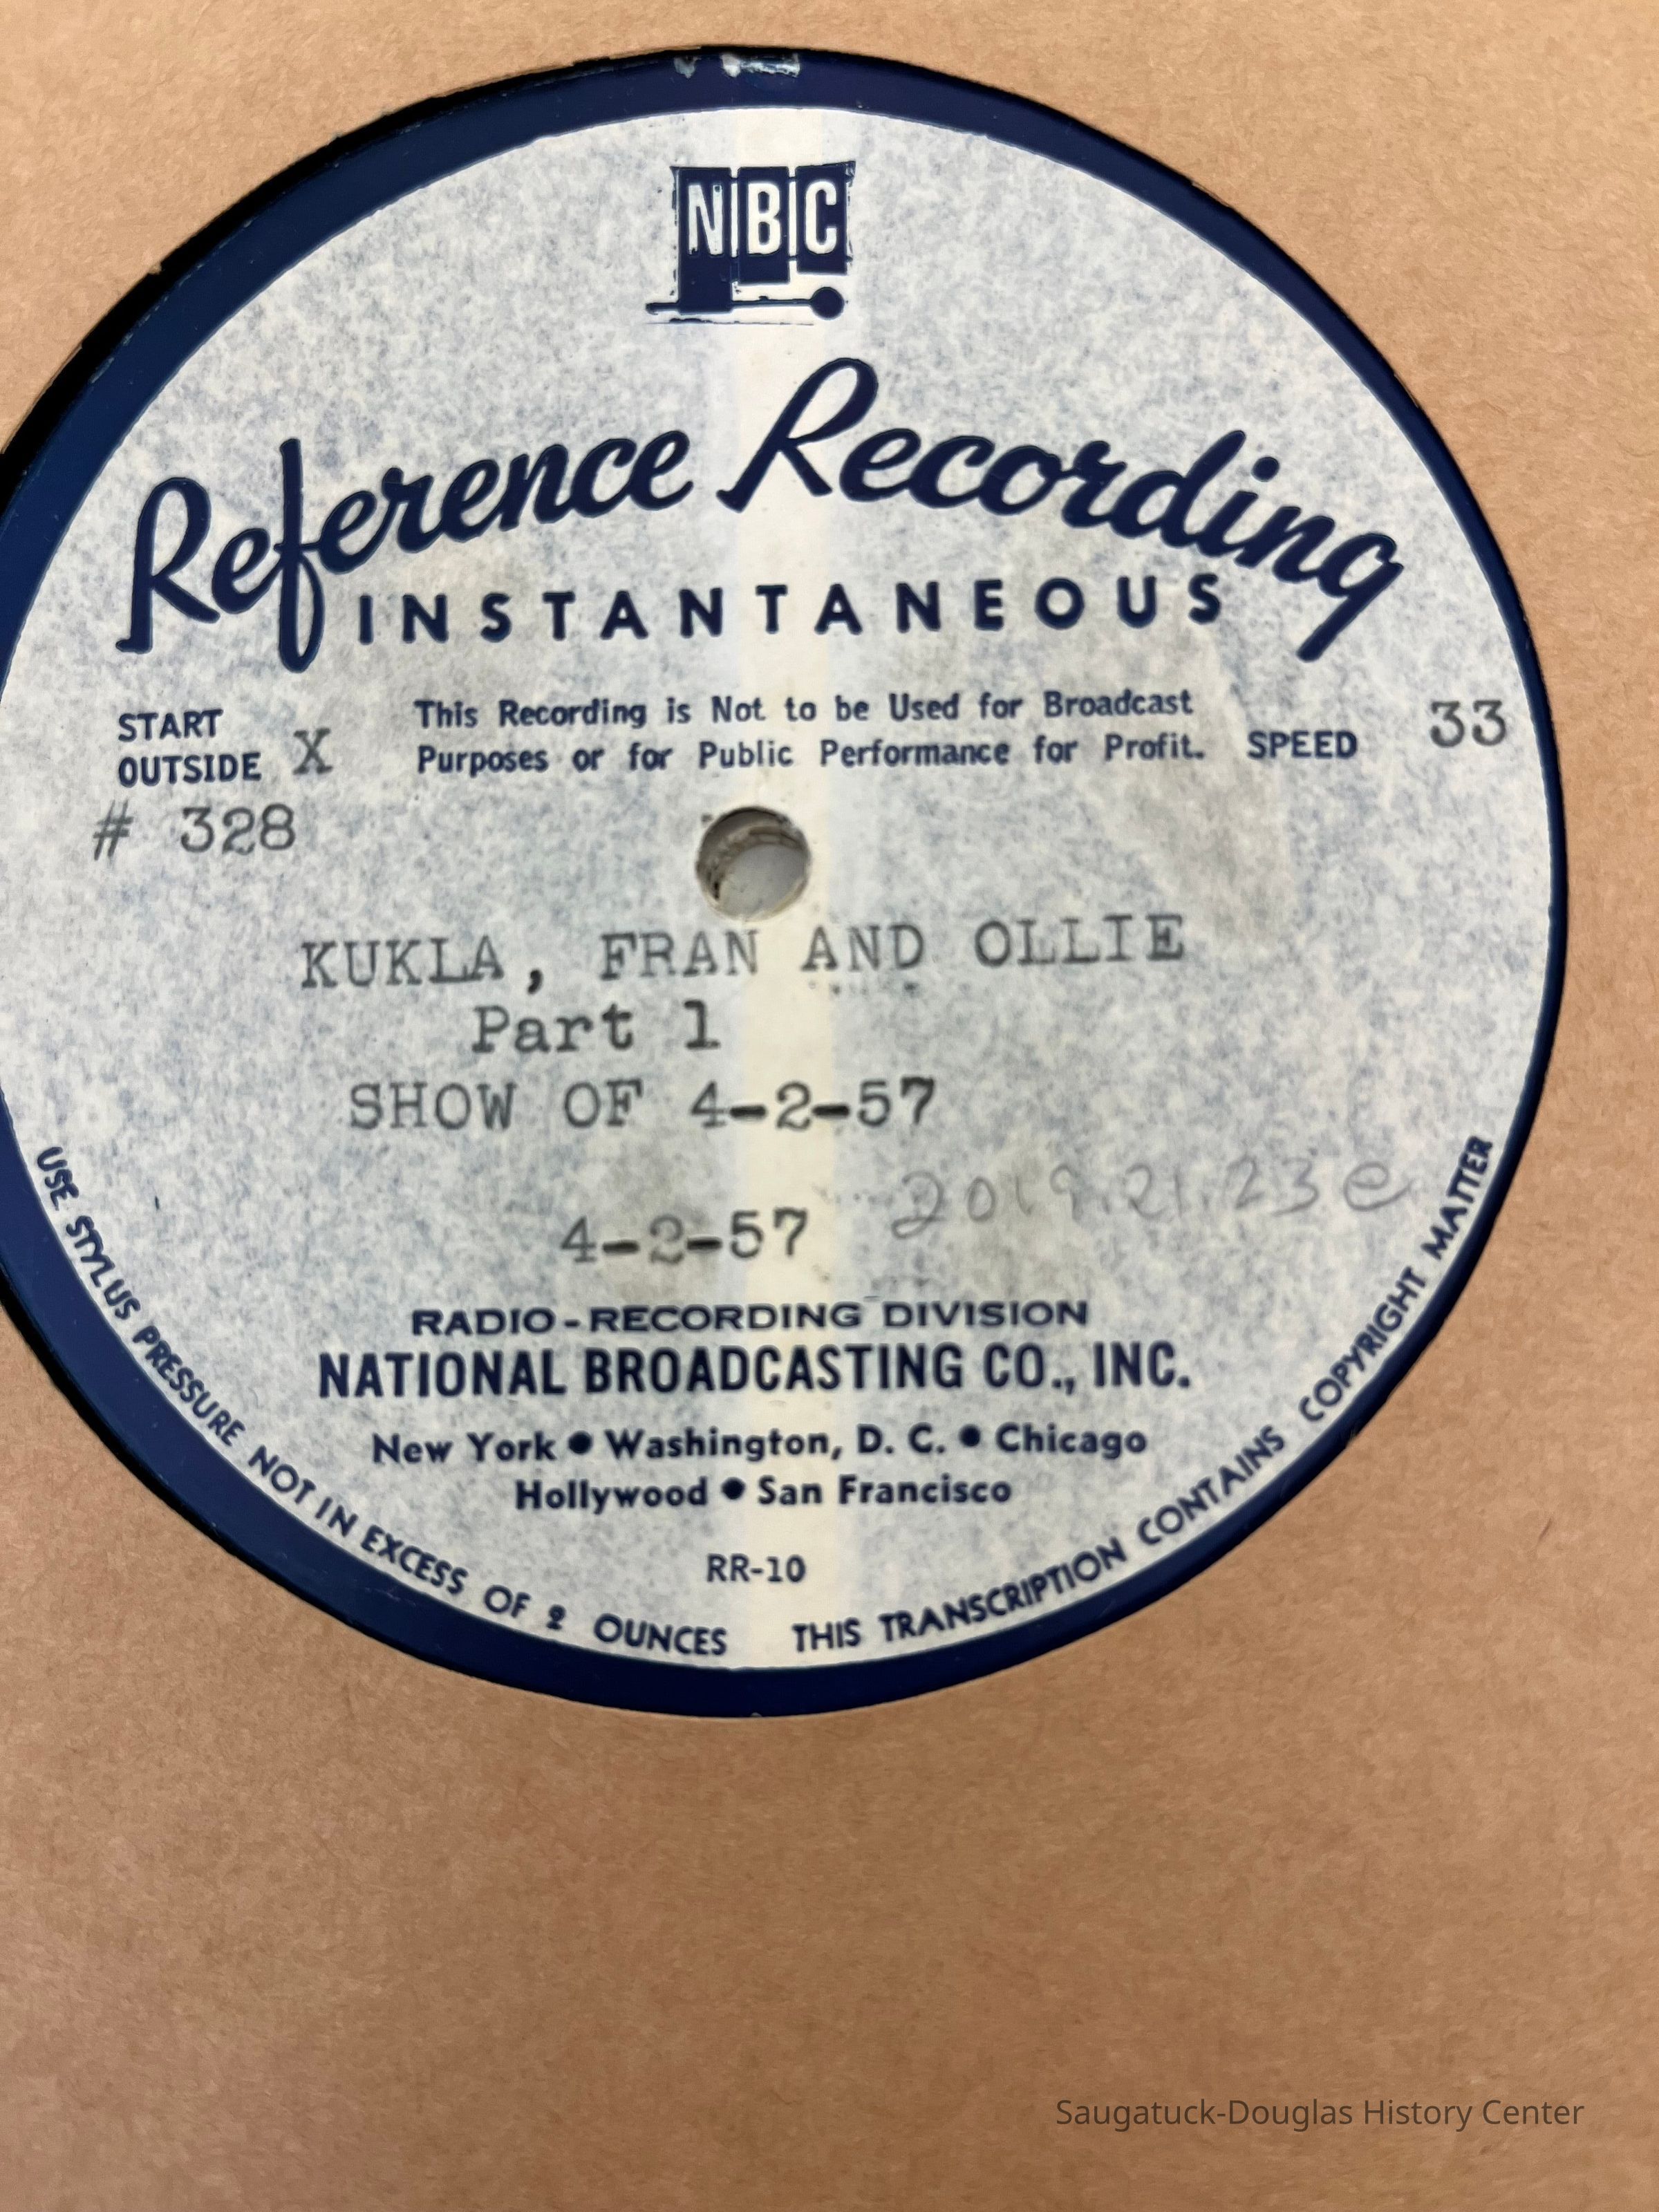 NBC
Reference Recording
INSTANTANEOUS
START
OUTSIDE X
This Recording is Not to be Used for Broadcast
Purposes or for Public Performance for Profit.
SPEED 33
# 328
KUKLA, FRAN AND OLLIE
Part 1
SHOW OF 4-2-57
2019.21.23e
4-2-57
RADIO-RECORDING DIVISION
NATIONAL BROADCASTING CO., INC.
New York • Washington, D. C. • Chicago
Hollywood • San Francisco
RR-10
USE STYLUS PRESSURE NOT IN EXCESS OF 2 OUNCES
THIS TRANSCRIPTION CONTAINS COPYRIGHT MATTER
Saugatuck-Douglas History Center